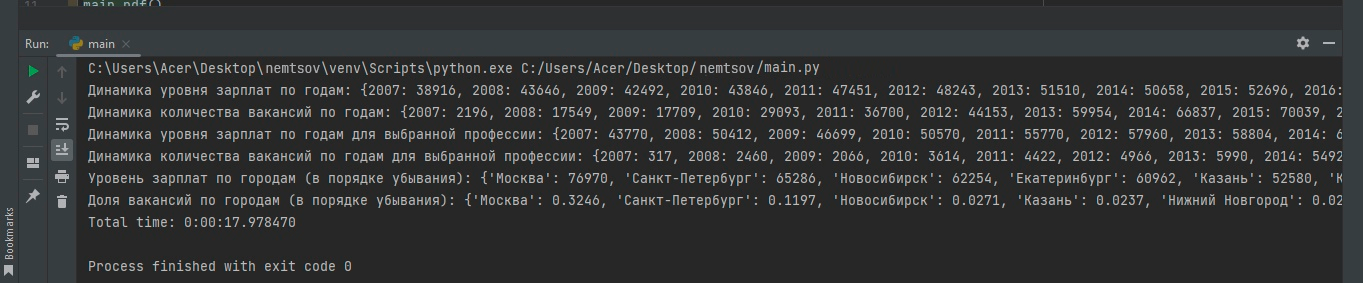 11
main.pdf()
Run: main
C:\Users\Acer\Desktop\nemtsov\venv\Scripts\python.exe C:/Users/Acer/Desktop/nemtsov/main.py
Динамика уровня зарплат по годам: {2007: 38916, 2008: 43646, 2009: 42492, 2010: 43846, 2011: 47451, 2012: 48243, 2013: 51510, 2014: 50658, 2015: 52696, 2016:
Динамика количества вакансий по годам: {2007: 2196, 2008: 17549, 2009: 17709, 2010: 29093, 2011: 36700, 2012: 44153, 2013: 59954, 2014: 66837, 2015: 70039, 2
Динамика уровня зарплат по годам для выбранной профессии: {2007: 43770, 2008: 50412, 2009: 46699, 2010: 50570, 2011: 55770, 2012: 57960, 2013: 58804, 2014: 6
Динамика количества вакансий по годам для выбранной профессии: {2007: 317, 2008: 2460, 2009: 2066, 2010: 3614, 2011: 4422, 2012: 4966, 2013: 5990, 2014: 5492
Уровень зарплат по городам (в порядке убывания): {'Москва': 76970, 'Санкт-Петербург': 65286, 'Новосибирск': 62254, 'Екатеринбург': 60962, 'Казань': 52580, 'К
Доля вакансий по городам (в порядке убывания): {'Москва': 0.3246, 'Санкт-Петербург': 0.1197, 'Новосибирск': 0.0271, 'Казань': 0.0237, 'Нижний Новгород': 0.02
Total time: 0:00:17.978470
Process finished with exit code 0
Bookmarks